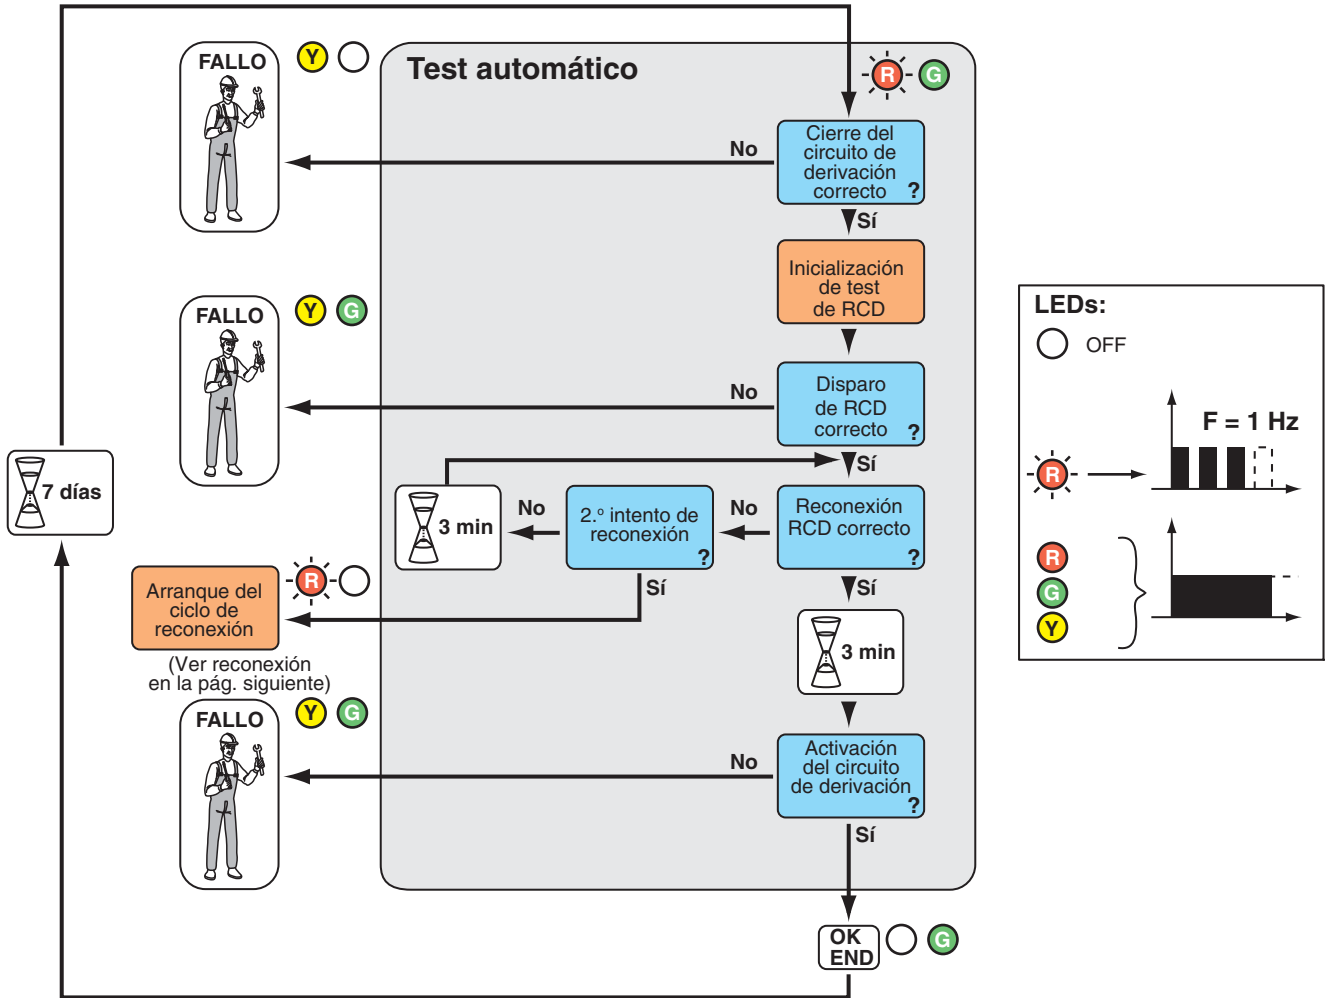 FALLO
Y
Test automático
R
G
Cierre del
circuito de
derivación
correcto ?
No
Sí
Inicialización
de test
de RCD
FALLO
Y
G
Disparo
de RCD
correcto ?
No
Sí
7 días
3 min
No
2.º intento de
reconexión
?
No
Reconexión
RCD correcto
?
Sí
Sí
Arranque del
ciclo de
reconexión
R
(Ver reconexión
en la pág. siguiente)
3 min
FALLO
Y
G
Activación
del circuito
de derivación
?
No
Sí
OK
END
G
LEDs:
OFF
F = 1 Hz
R
R
G
Y